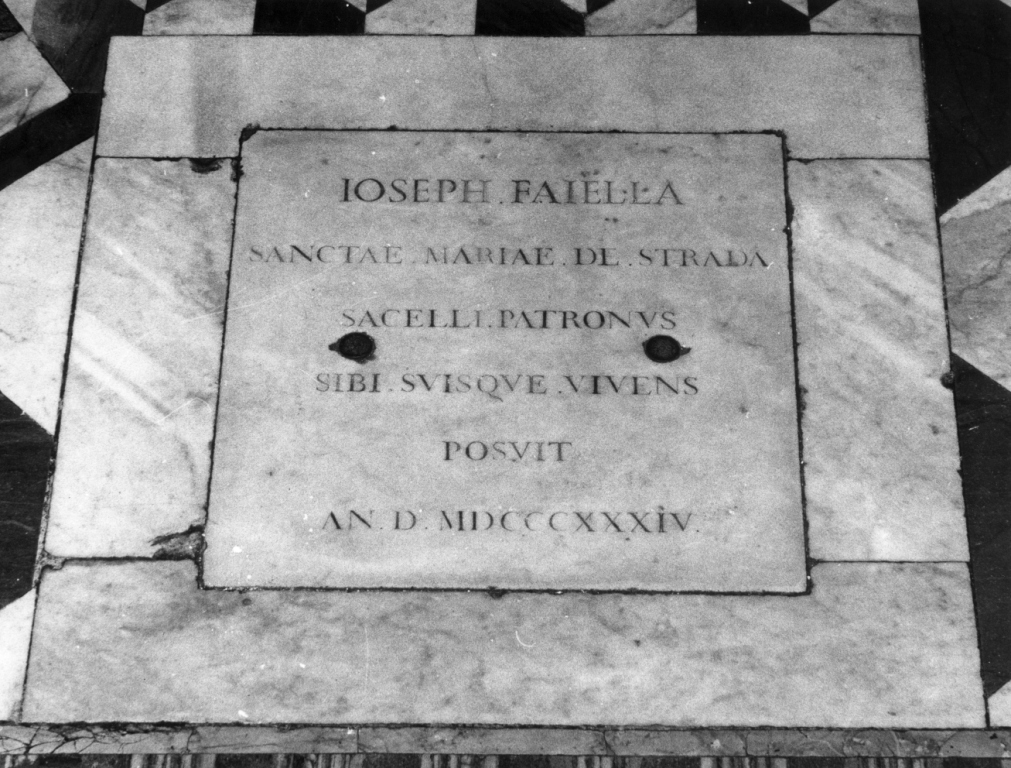 IOSEPH . FAIELLA
SANCTAE . MARIAE . DE . STRADA
SACELLI . PATRONVS
SIBI . SVISQVE . VIVENS
POSVIT
AN . D . MDCCCXXXIV .